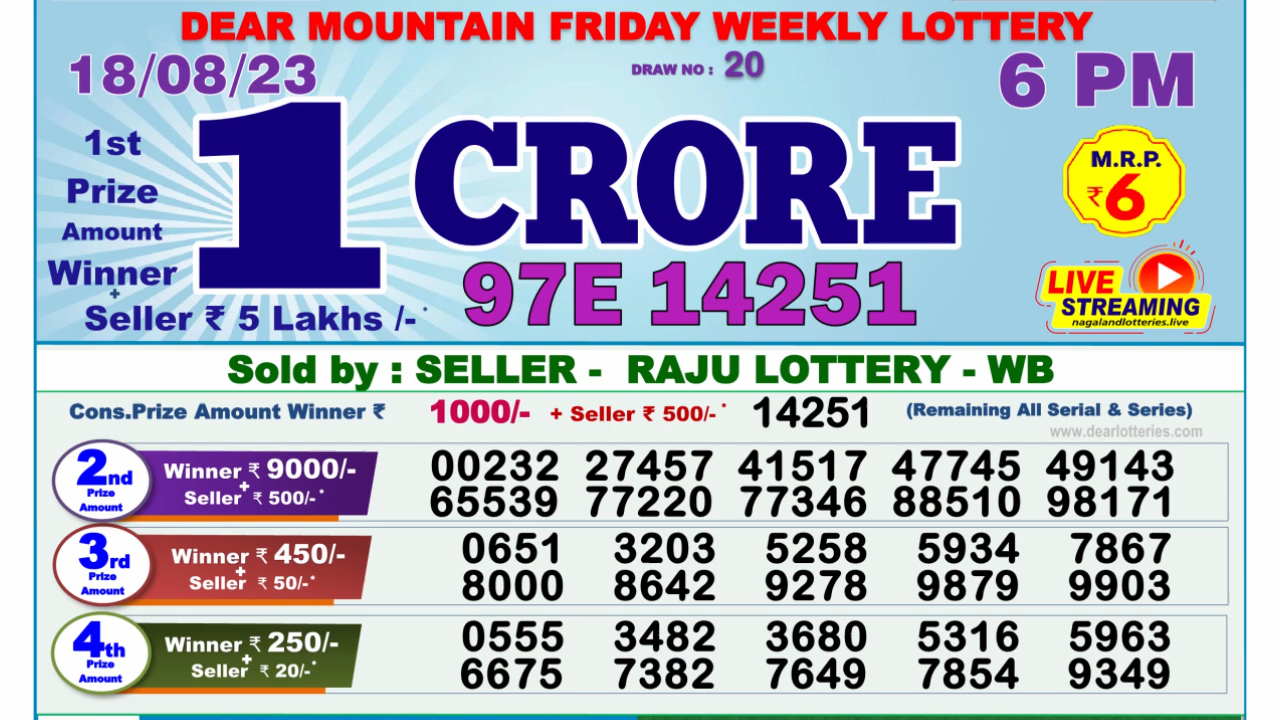 DEAR MOUNTAIN FRIDAY WEEKLY LOTTERY
18/08/23
DRAW NO : 20
6 PM
1st
Prize
Amount
Winner
+
Seller ₹ 5 Lakhs /- *
1 CRORE
97E 14251
M.R.P.
₹ 6
LIVE
STREAMING
nagalandlotteries.live
Sold by : SELLER - RAJU LOTTERY - WB
Cons.Prize Amount Winner ₹ 1000/- + Seller ₹ 500/- * 14251 (Remaining All Serial & Series)
www.dearlotteries.com
2nd
Prize
Amount
Winner ₹ 9000/-
+
Seller ₹ 500/- *
00232 27457 41517 47745 49143
65539 77220 77346 88510 98171
3rd
Prize
Amount
Winner ₹ 450/-
+
Seller ₹ 50/- *
0651 3203 5258 5934 7867
8000 8642 9278 9879 9903
4th
Prize
Amount
Winner ₹ 250/-
+
Seller ₹ 20/- *
0555 3482 3680 5316 5963
6675 7382 7649 7854 9349